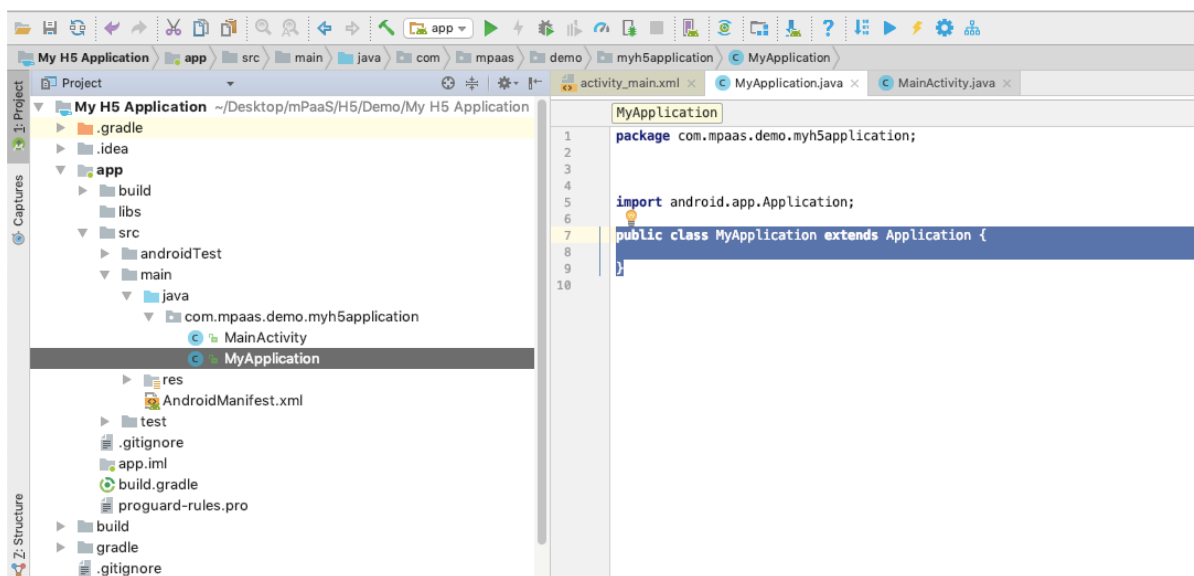 app
My H5 Application app src main java com mpaas demo myh5application MyApplication
1: Project
Captures
Z: Structure
Project
My H5 Application ~/Desktop/mPaaS/H5/Demo/My H5 Application
.gradle
.idea
app
build
libs
src
androidTest
main
java
com.mpaas.demo.myh5application
MainActivity
MyApplication
res
AndroidManifest.xml
test
.gitignore
app.iml
build.gradle
proguard-rules.pro
build
gradle
.gitignore
activity_main.xml MyApplication.java MainActivity.java
MyApplication
1 package com.mpaas.demo.myh5application;
2
3
4
5 import android.app.Application;
6
7 public class MyApplication extends Application {
8
9 }
10